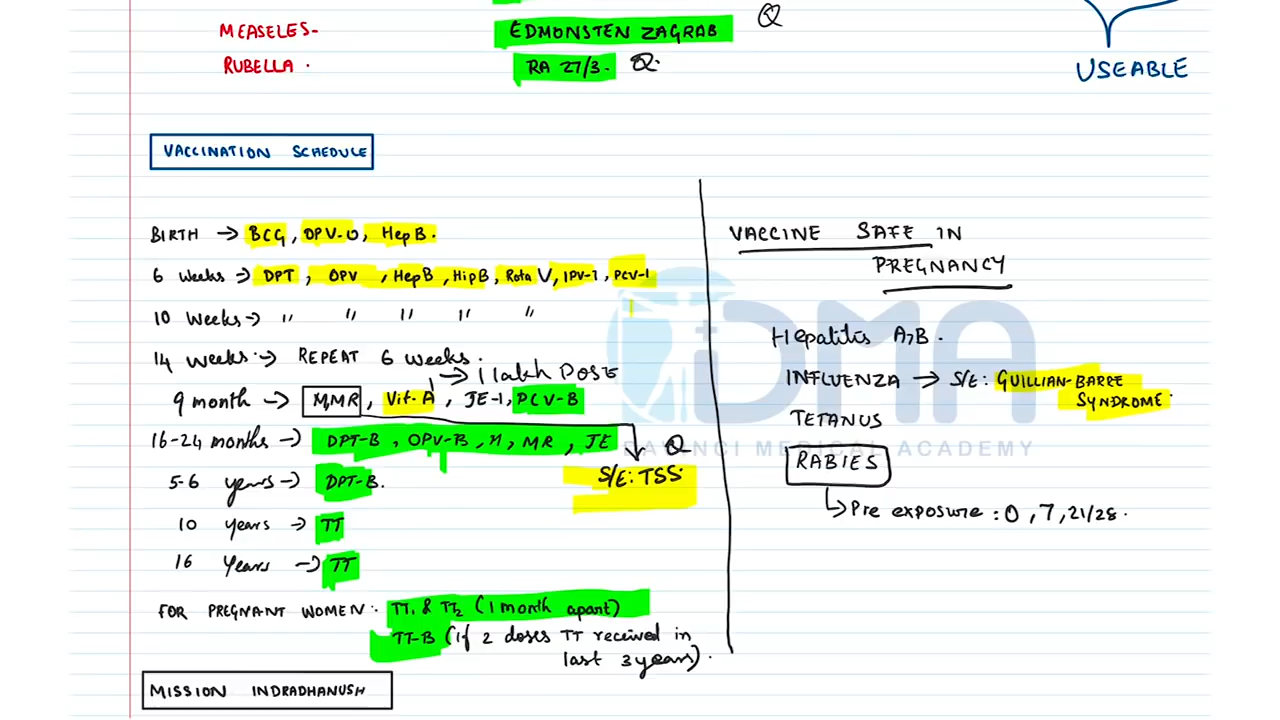 MEASELES- EDMONSTEN ZAGRAB Q
RUBELLA. RA 27/3. Q.
USEABLE
VACCINATION SCHEDULE
BIRTH → BCG, OPV-0, Hep B.
6 weeks → DPT, OPV, HepB, HipB, Rota V, IPV-1, PCV-1
10 Weeks → " " " " "
14 weeks → REPEAT 6 weeks.
→ 1 lakh DOSE
9 month → MMR, Vit-A, JE-1, PCV-B
16-24 months → DPT-B, OPV-B, M, MR, JE Q
S/E: TSS.
5-6 years → DPT-B.
10 years → TT
16 Years → TT
FOR PREGNANT WOMEN: TT1 & TT2 (1 month apart)
TT-B (if 2 doses TT received in
last 3 years).
MISSION INDRADHANUSH
VACCINE SAFE IN
PREGNANCY
Hepatitis A,B.
INFLUENZA → S/E: GUILLIAN-BARRE
SYNDROME.
TETANUS
RABIES
→ Pre exposure: 0, 7, 21/28.
DMA
MEDICAL ACADEMY